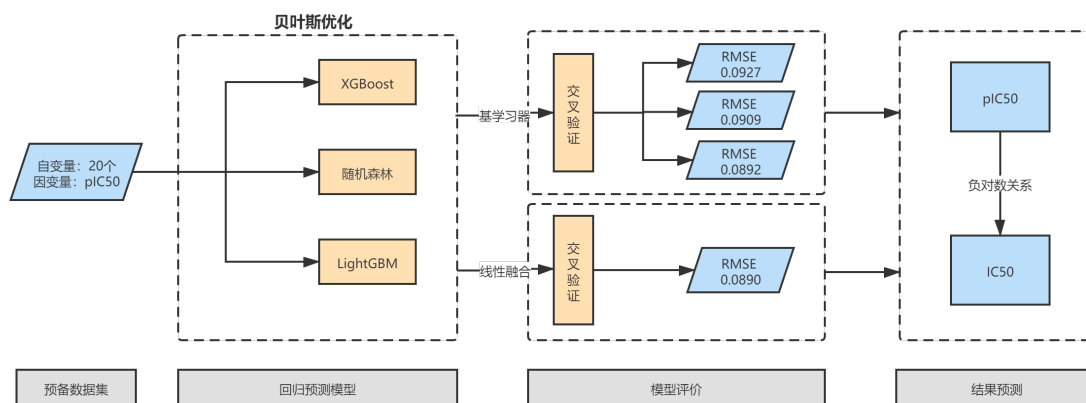 贝叶斯优化
自变量：20个
因变量：pIC50
XGBoost
随机森林
LightGBM
基学习器
线性融合
交叉验证
RMSE
0.0927
RMSE
0.0909
RMSE
0.0892
交叉验证
RMSE
0.0890
pIC50
负对数关系
IC50
预备数据集
回归预测模型
模型评价
结果预测